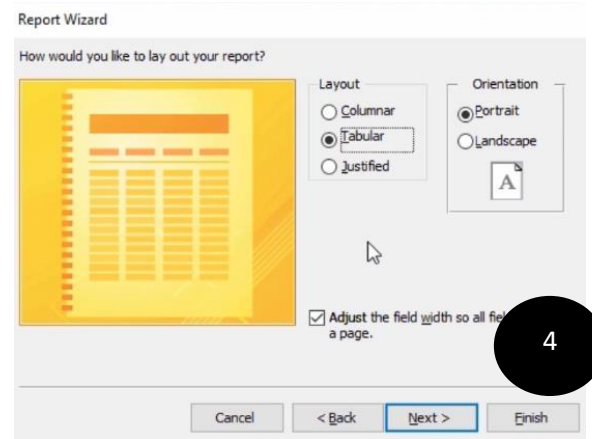 Report Wizard
How would you like to lay out your report?
Layout
Columnar
Tabular
Justified
Orientation
Portrait
Landscape
A
Adjust the field width so all
a page.
4
Cancel
< Back
Next >
Finish